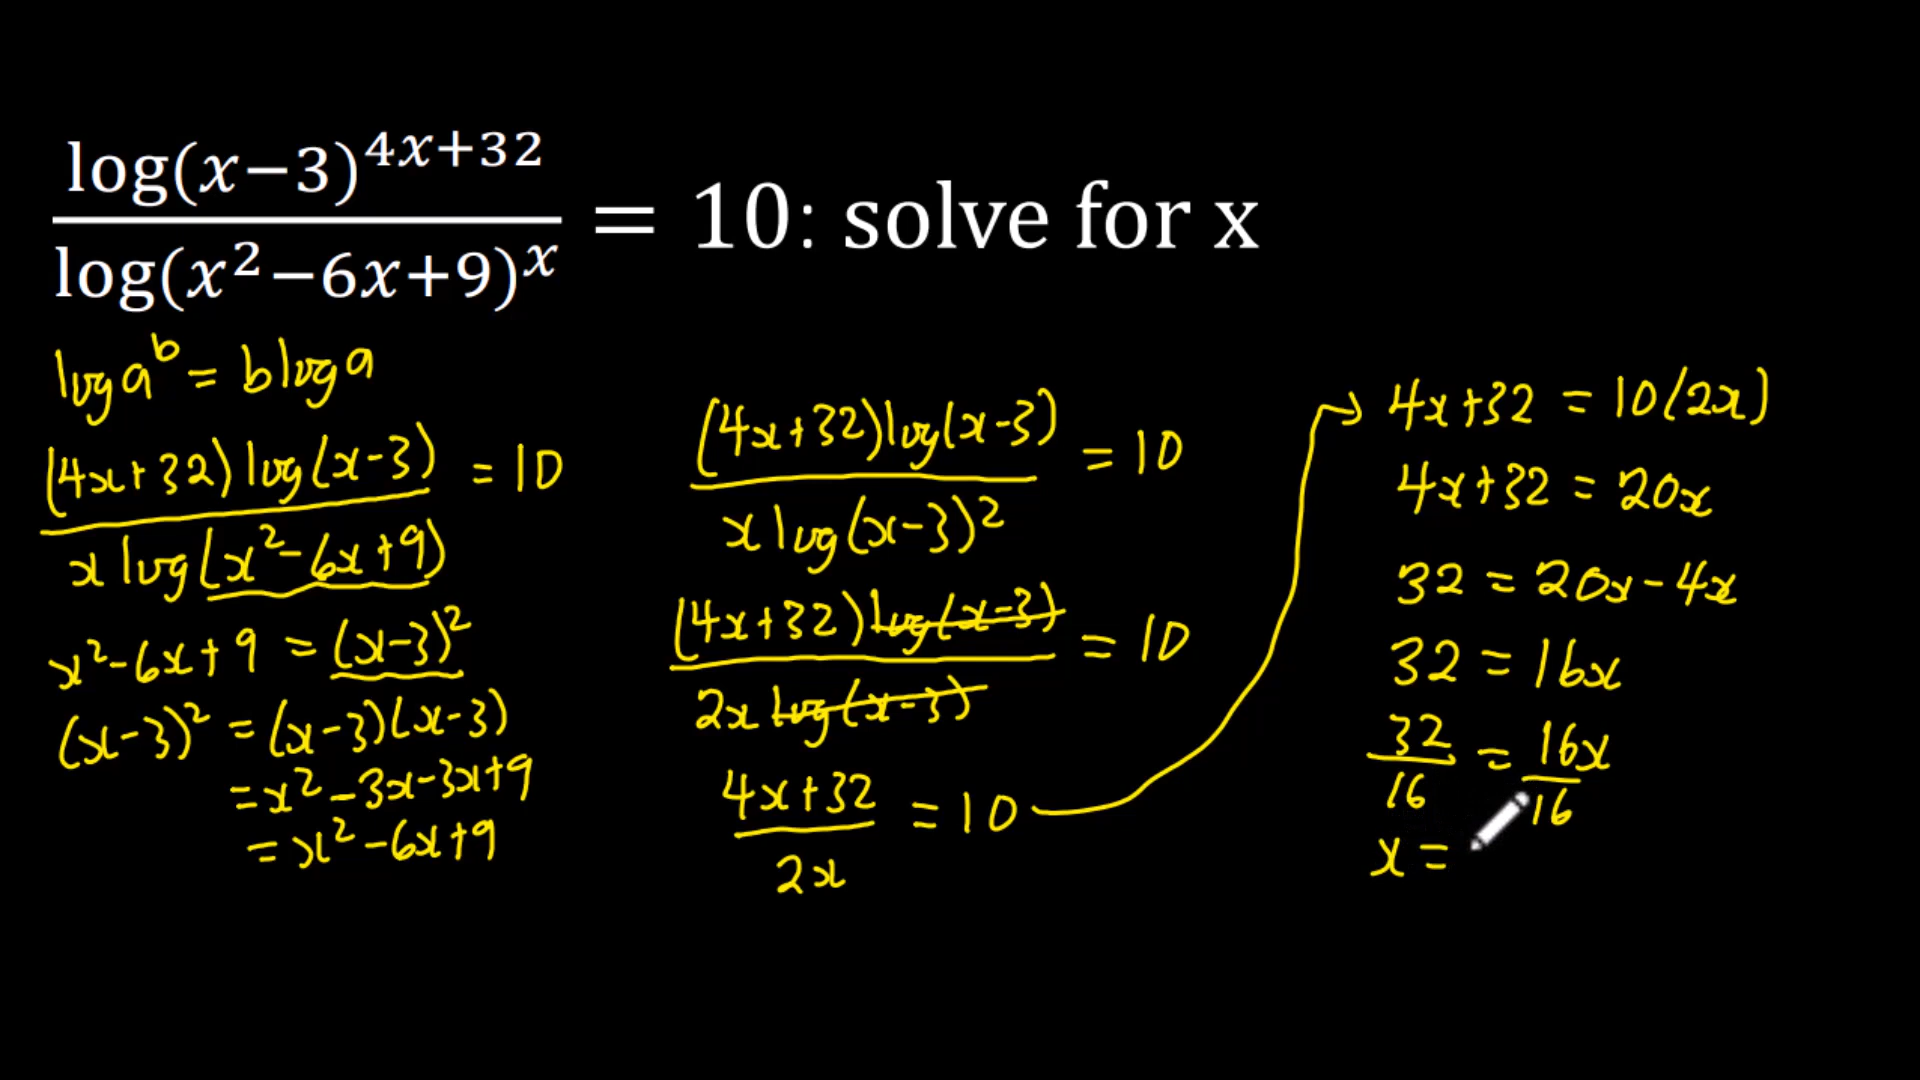 log(x−3)^{4x+32}
log(x²−6x+9)^x
= 10: solve for x
log a^b = b log a
(4x+32) log(x-3) = 10
x log(x²-6x+9)
x²-6x+9 = (x-3)²
(x-3)² = (x-3)(x-3)
= x²-3x-3x+9
= x²-6x+9
(4x+32)log(x-3) = 10
x log(x-3)²
(4x+32)log(x-3) = 10
2x log(x-3)
4x+32 = 10
2x
4x+32 = 10(2x)
4x+32 = 20x
32 = 20x-4x
32 = 16x
32 = 16x
16 16
x =